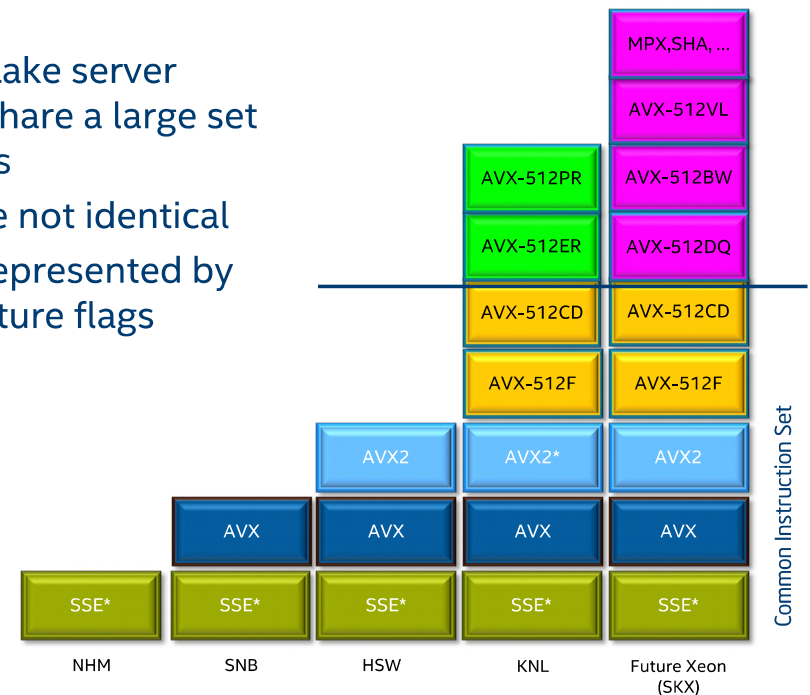 ake server
hare a large set
s
e not identical
epresented by
ture flags
MPX,SHA, ...
AVX-512VL
AVX-512PR AVX-512BW
AVX-512ER AVX-512DQ
AVX-512CD AVX-512CD
AVX-512F AVX-512F
AVX2 AVX2* AVX2
AVX AVX AVX AVX
SSE* SSE* SSE* SSE* SSE*
NHM SNB HSW KNL Future Xeon
(SKX)
Common Instruction Set